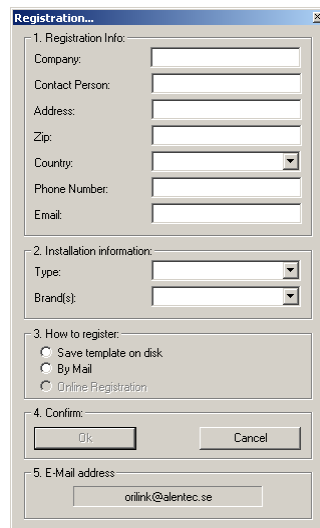 Registration...
1. Registration Info:
Company:
Contact Person:
Address:
Zip:
Country:
Phone Number:
Email:
2. Installation information:
Type:
Brand(s):
3. How to register:
Save template on disk
By Mail
Online Registration
4. Confirm:
Ok Cancel
5. E-Mail address
orilink@alentec.se